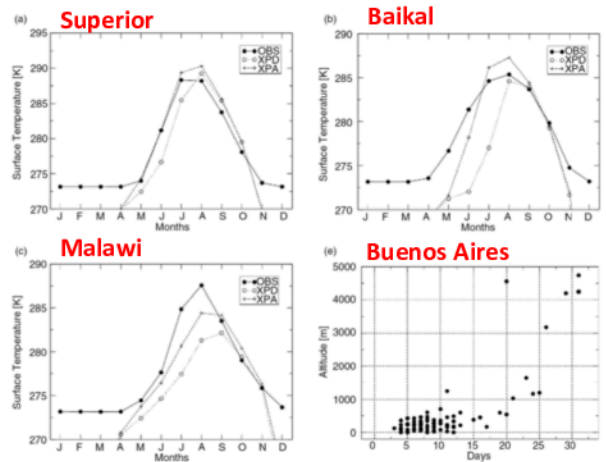 (a) Superior
295
290
285
280
275
270
Surface Temperature [K]
OBS
XPD
XPA
J F M A M J J A S O N D
Months
(b) Baikal
290
285
280
275
270
Surface Temperature [K]
OBS
XPD
XPA
J F M A M J J A S O N D
Months
(c) Malawi
290
285
280
275
270
Surface Temperature [K]
OBS
XPD
XPA
J F M A M J J A S O N D
Months
(e) Buenos Aires
5000
4000
3000
2000
1000
0
Altitude [m]
0 5 10 15 20 25 30
Days